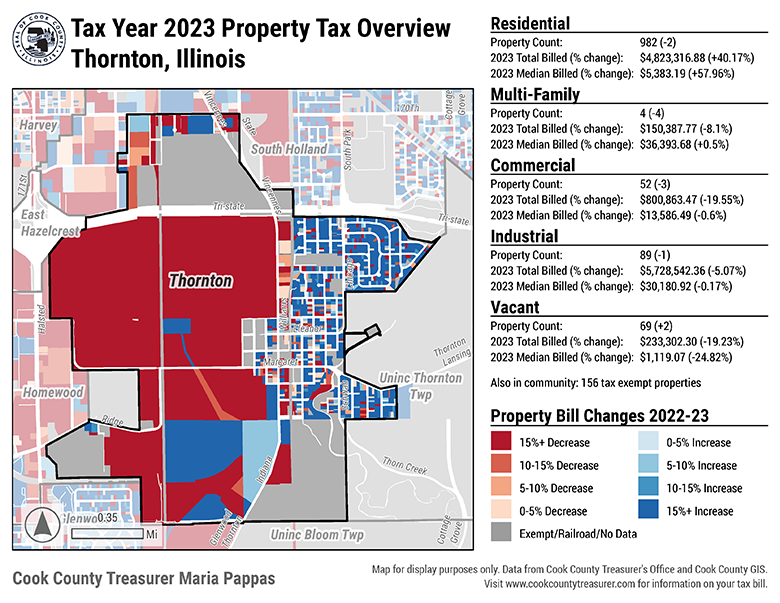 Tax Year 2023 Property Tax Overview
Thornton, Illinois
Residential
Property Count: 982 (-2)
2023 Total Billed (% change): $4,823,316.88 (+40.17%)
2023 Median Billed (% change): $5,383.19 (+57.96%)
Multi-Family
Property Count: 4 (-4)
2023 Total Billed (% change): $150,387.77 (-8.1%)
2023 Median Billed (% change): $36,393.68 (+0.5%)
Commercial
Property Count: 52 (-3)
2023 Total Billed (% change): $800,863.47 (-19.55%)
2023 Median Billed (% change): $13,586.49 (-0.6%)
Industrial
Property Count: 89 (-1)
2023 Total Billed (% change): $5,728,542.36 (-5.07%)
2023 Median Billed (% change): $30,180.92 (-0.17%)
Vacant
Property Count: 69 (+2)
2023 Total Billed (% change): $233,302.30 (-19.23%)
2023 Median Billed (% change): $1,119.07 (-24.82%)
Also in community: 156 tax exempt properties
Property Bill Changes 2022-23
15%+ Decrease
10-15% Decrease
5-10% Decrease
0-5% Decrease
0-5% Increase
5-10% Increase
10-15% Increase
15%+ Increase
Exempt/Railroad/No Data
Harvey
Vincennes
State
170Th
Cottage
Grove
South Holland
South Park
171St
Vincennes
East
Hazelcrest
Tri-state
Tri-state
Thornton
Chicago
Halsted
Williams
Eleanor
Margaret
Thornton
Lansing
Homewood
Uninc Thornton
Twp
Ridge
Thorn Creek
Indiana
Glenwood
0.35
Mi
Glenwood
Thornton
Uninc Bloom Twp
Cottage
Grove
Cook County Treasurer Maria Pappas
Map for display purposes only. Data from Cook County Treasurer's Office and Cook County GIS.
Visit www.cookcountytreasurer.com for information on your tax bill.